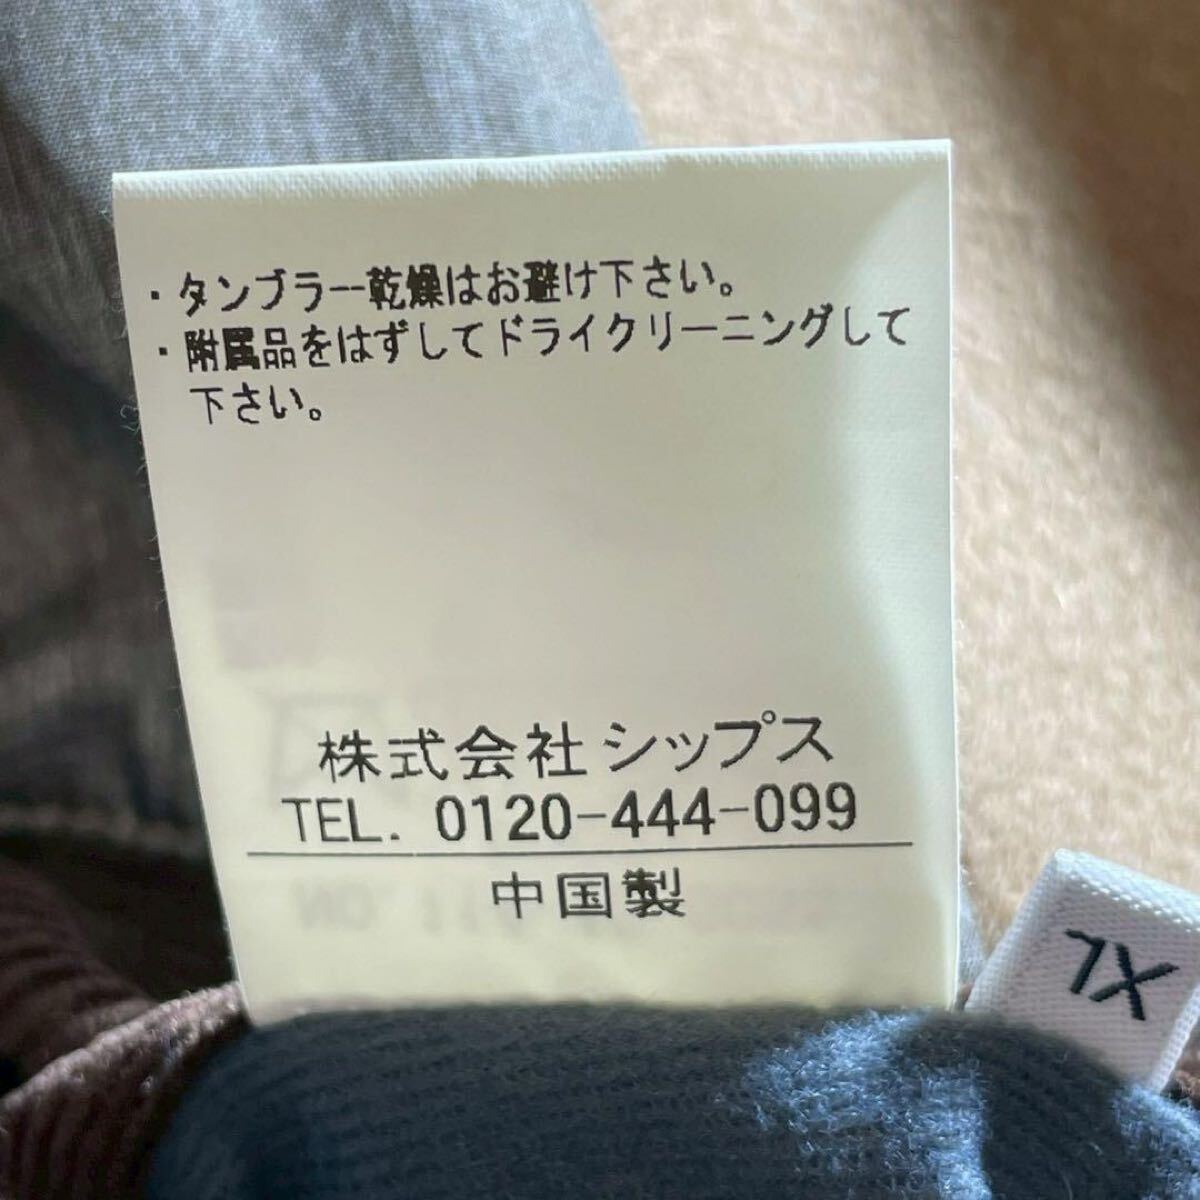 ・タンブラー乾燥はお避け下さい。
・附属品をはずしてドライクリーニングして
下さい。
株式会社シップス
TEL. 0120-444-099
中国製
XL